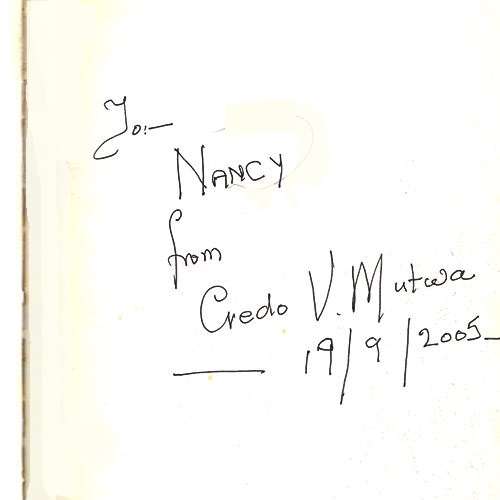 To:-
NANCY
from
Credo V. Mutwa
19/9/2005